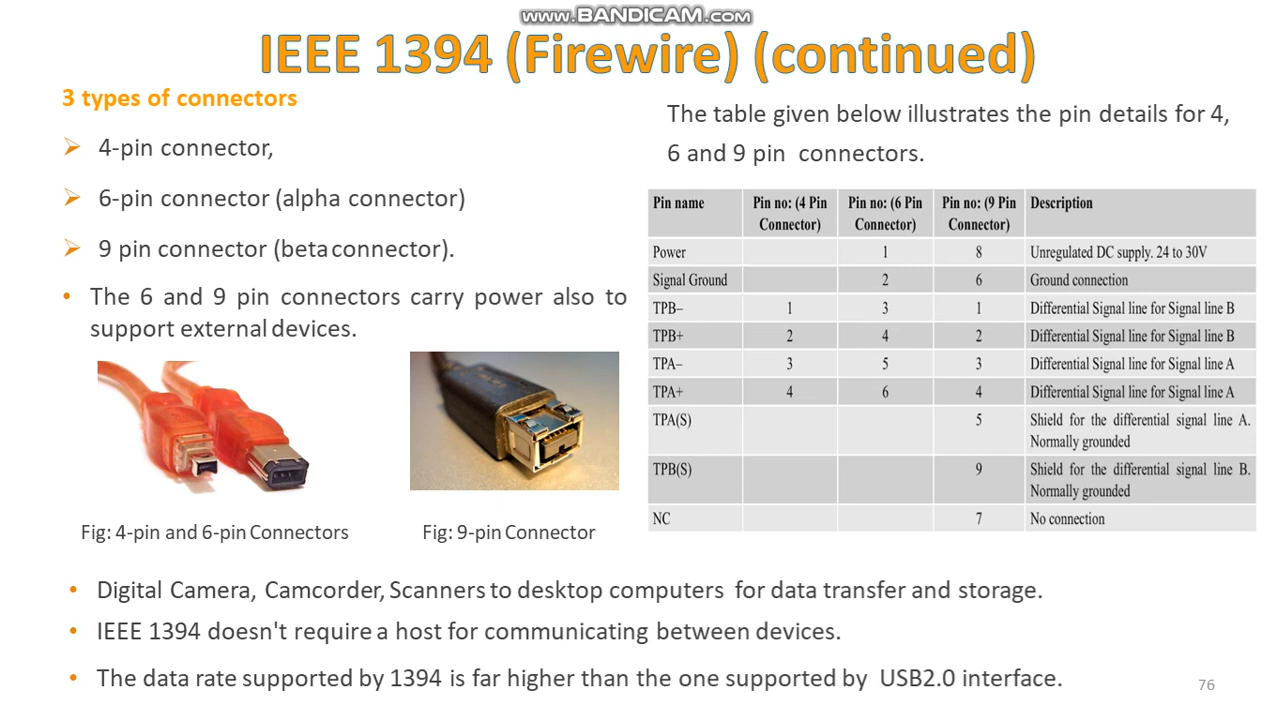 www.BANDICAM.com
IEEE 1394 (Firewire) (continued)
3 types of connectors
4-pin connector,
6-pin connector (alpha connector)
9 pin connector (beta connector).
The 6 and 9 pin connectors carry power also to
support external devices.
Fig: 4-pin and 6-pin Connectors
Fig: 9-pin Connector
The table given below illustrates the pin details for 4,
6 and 9 pin connectors.
Pin name Pin no: (4 Pin Connector) Pin no: (6 Pin Connector) Pin no: (9 Pin Connector) Description
Power 1 8 Unregulated DC supply. 24 to 30V
Signal Ground 2 6 Ground connection
TPB– 1 3 1 Differential Signal line for Signal line B
TPB+ 2 4 2 Differential Signal line for Signal line B
TPA– 3 5 3 Differential Signal line for Signal line A
TPA+ 4 6 4 Differential Signal line for Signal line A
TPA(S) 5 Shield for the differential signal line A.
Normally grounded
TPB(S) 9 Shield for the differential signal line B.
Normally grounded
NC 7 No connection
• Digital Camera, Camcorder, Scanners to desktop computers for data transfer and storage.
• IEEE 1394 doesn't require a host for communicating between devices.
• The data rate supported by 1394 is far higher than the one supported by USB2.0 interface.
76